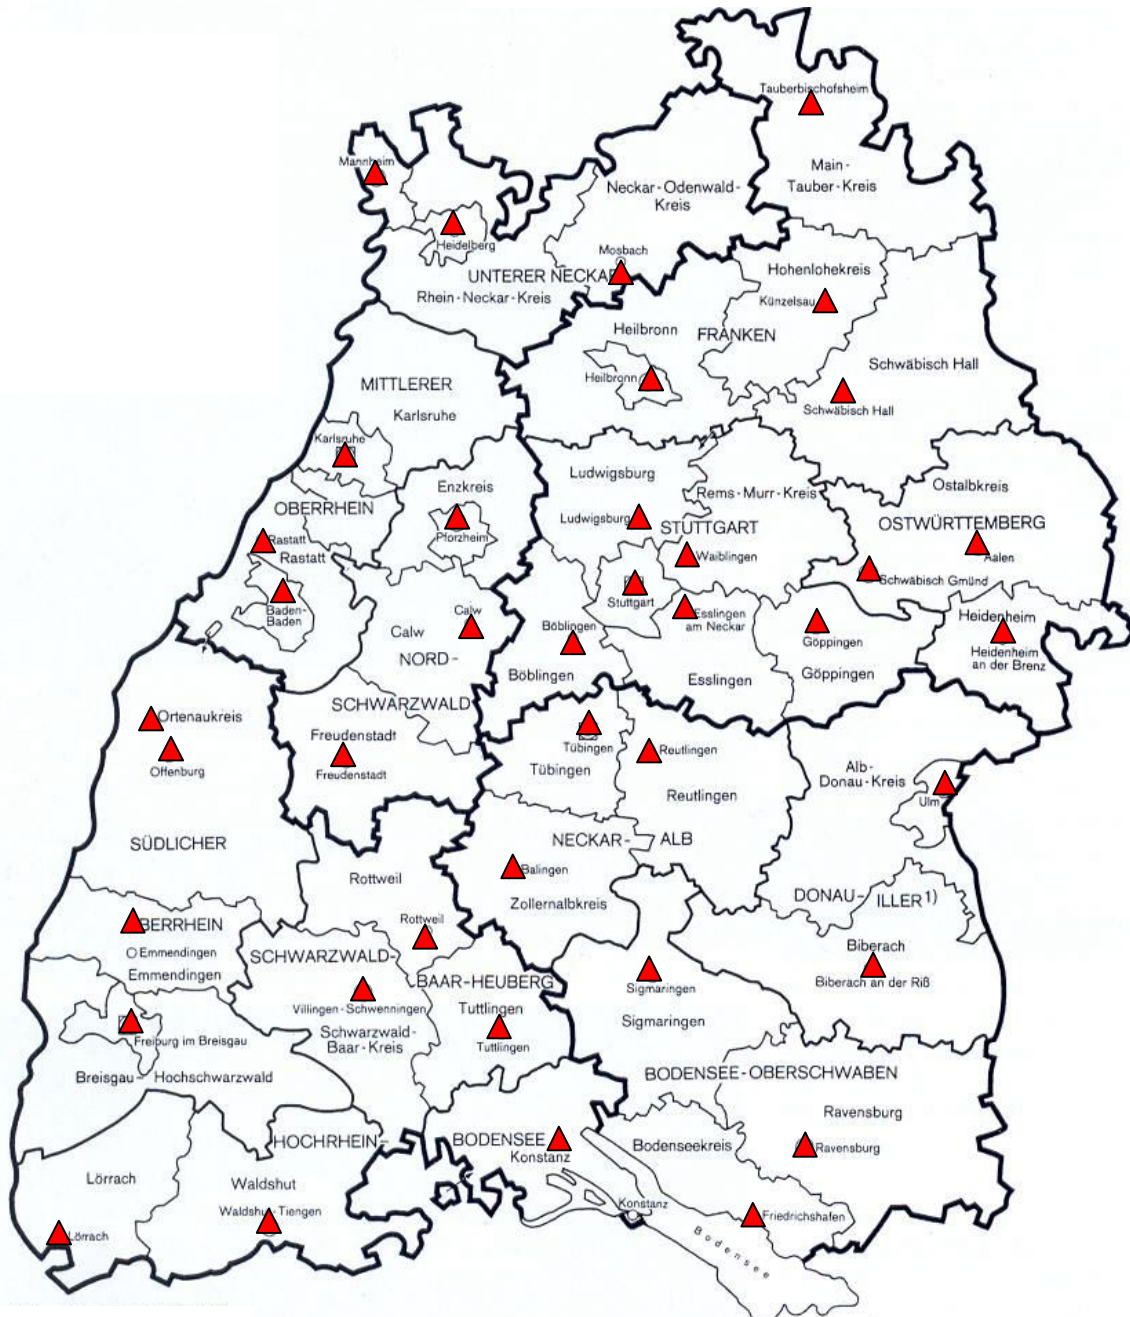 Tauberbischofsheim
Main-
Tauber-Kreis
Mannheim
Neckar-Odenwald-
Kreis
Heidelberg
Mosbach
UNTERER NECKAR
Rhein-Neckar-Kreis
Hohenlohekreis
Künzelsau
Heilbronn
FRANKEN
Heilbronn
Schwäbisch Hall
Schwäbisch Hall
MITTLERER
Karlsruhe
Karlsruhe
Ludwigsburg
Rems-Murr-Kreis
Enzkreis
Ostalbkreis
OBERRHEIN
Ludwigsburg
STUTTGART
OSTWÜRTTEMBERG
Pforzheim
Rastatt
Rastatt
Waiblingen
Aalen
Schwäbisch Gmünd
Baden-
Baden
Stuttgart
Calw
Calw
NORD-
Böblingen
Böblingen
Esslingen
am Neckar
Esslingen
Göppingen
Göppingen
Heidenheim
Heidenheim
an der Brenz
SCHWARZWALD
Ortenaukreis
Offenburg
Freudenstadt
Freudenstadt
Tübingen
Tübingen
Reutlingen
Reutlingen
Alb-
Donau-Kreis
Ulm
SÜDLICHER
NECKAR-
ALB
Rottweil
Balingen
Zollernalbkreis
DONAU-
ILLER1)
BERRHEIN
Rottweil
Emmendingen
Emmendingen
SCHWARZWALD-
Biberach
Biberach an der Riß
BAAR-HEUBERG
Sigmaringen
Sigmaringen
Villingen-Schwenningen
Schwarzwald-
Baar-Kreis
Tuttlingen
Tuttlingen
Freiburg im Breisgau
Breisgau-
Hochschwarzwald
BODENSEE-OBERSCHWABEN
Ravensburg
Ravensburg
HOCHRHEIN-
BODENSEE
Konstanz
Bodenseekreis
Lörrach
Waldshut
Waldshut-Tiengen
Konstanz
Friedrichshafen
Lörrach
Bodensee